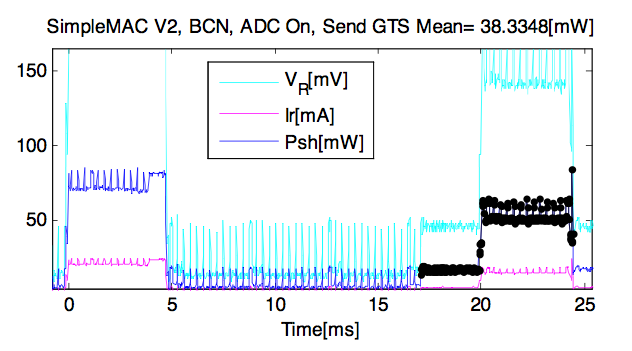 SimpleMAC V2, BCN, ADC On, Send GTS Mean= 38.3348[mW]
150
100
50
V_R[mV]
Ir[mA]
Psh[mW]
0 5 10 15 20 25
Time[ms]